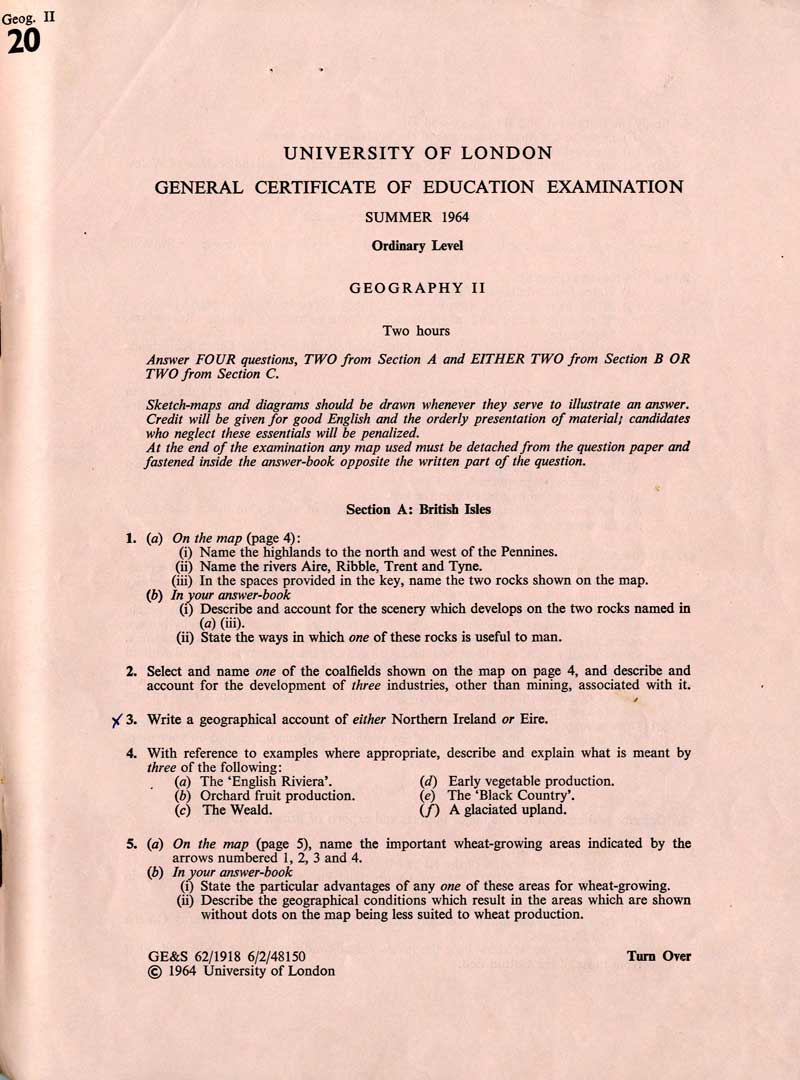 Geog. II
20
UNIVERSITY OF LONDON
GENERAL CERTIFICATE OF EDUCATION EXAMINATION
SUMMER 1964
Ordinary Level
GEOGRAPHY II
Two hours
Answer FOUR questions, TWO from Section A and EITHER TWO from Section B OR
TWO from Section C.
Sketch-maps and diagrams should be drawn whenever they serve to illustrate an answer.
Credit will be given for good English and the orderly presentation of material; candidates
who neglect these essentials will be penalized.
At the end of the examination any map used must be detached from the question paper and
fastened inside the answer-book opposite the written part of the question.
Section A: British Isles
1. (a) On the map (page 4):
(i) Name the highlands to the north and west of the Pennines.
(ii) Name the rivers Aire, Ribble, Trent and Tyne.
(iii) In the spaces provided in the key, name the two rocks shown on the map.
(b) In your answer-book
(i) Describe and account for the scenery which develops on the two rocks named in
(a) (iii).
(ii) State the ways in which one of these rocks is useful to man.
2. Select and name one of the coalfields shown on the map on page 4, and describe and
account for the development of three industries, other than mining, associated with it.
3. Write a geographical account of either Northern Ireland or Eire.
4. With reference to examples where appropriate, describe and explain what is meant by
three of the following:
(a) The ‘English Riviera’. (d) Early vegetable production.
(b) Orchard fruit production. (e) The ‘Black Country’.
(c) The Weald. (f) A glaciated upland.
5. (a) On the map (page 5), name the important wheat-growing areas indicated by the
arrows numbered 1, 2, 3 and 4.
(b) In your answer-book
(i) State the particular advantages of any one of these areas for wheat-growing.
(ii) Describe the geographical conditions which result in the areas which are shown
without dots on the map being less suited to wheat production.
GE&S 62/1918 6/2/48150 Turn Over
© 1964 University of London